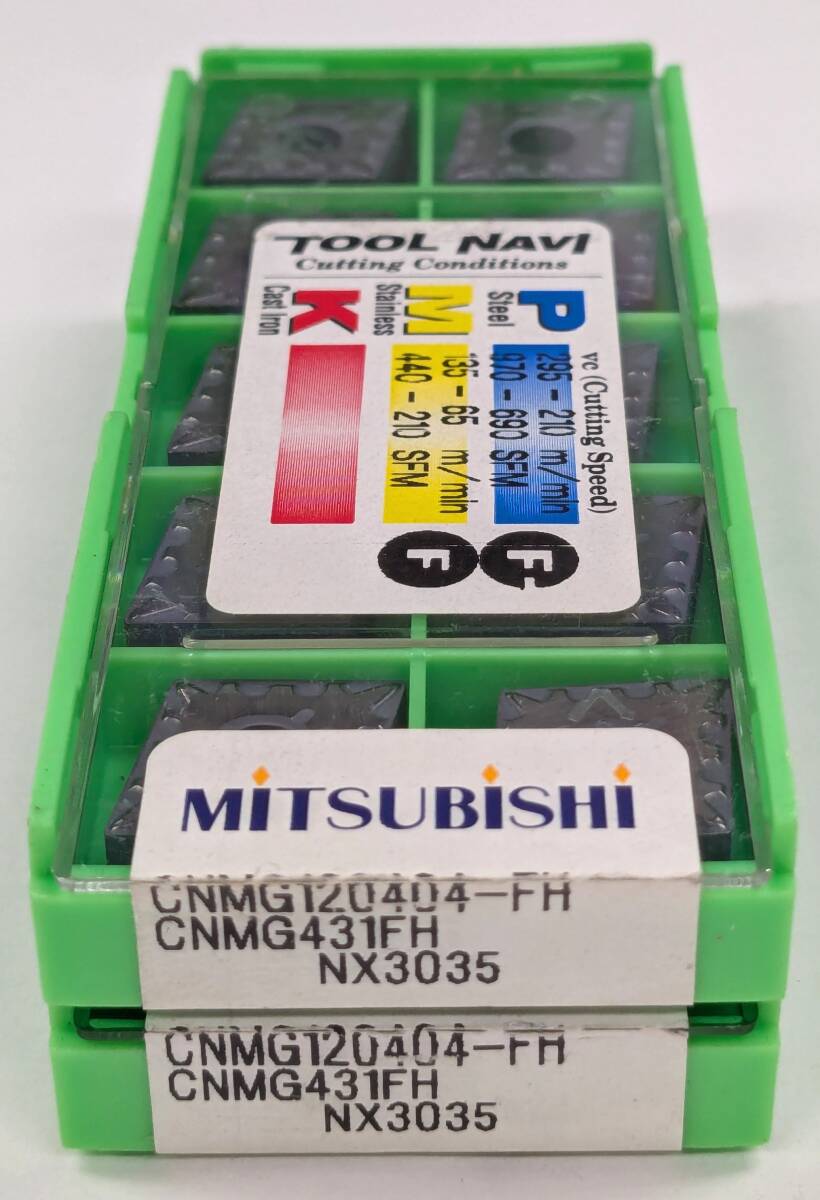 TOOL NAVI
Cutting Conditions
vc (Cutting Speed)
P
Steel
295 - 210 m/min
970 - 690 SFM
F
M
Stainless
135 - 65 m/min
440 - 210 SFM
F
K
Cast Iron
MITSUBISHI
CNMG120404-FH
CNMG431FH
NX3035
CNMG120404-FH
CNMG431FH
NX3035